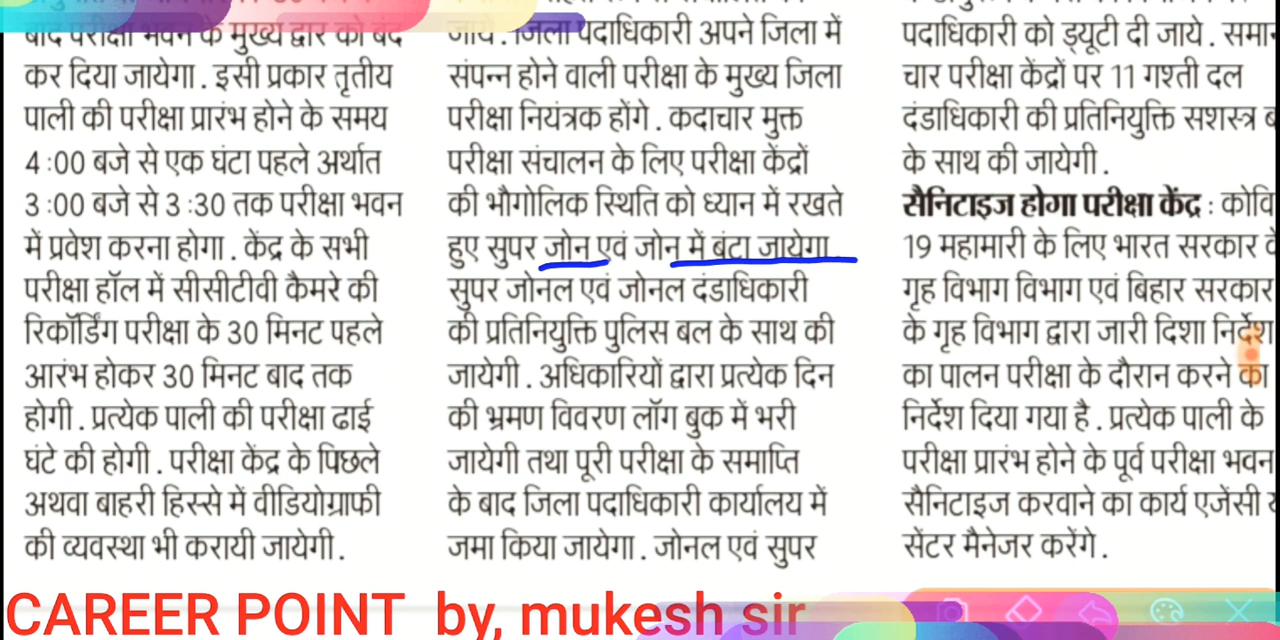 बाद परीक्षा भवन के मुख्य द्वार को बंद
कर दिया जायेगा. इसी प्रकार तृतीय
पाली की परीक्षा प्रारंभ होने के समय
4:00 बजे से एक घंटा पहले अर्थात
3:00 बजे से 3:30 तक परीक्षा भवन
में प्रवेश करना होगा. केंद्र के सभी
परीक्षा हॉल में सीसीटीवी कैमरे की
रिकॉर्डिंग परीक्षा के 30 मिनट पहले
आरंभ होकर 30 मिनट बाद तक
होगी. प्रत्येक पाली की परीक्षा ढाई
घंटे की होगी. परीक्षा केंद्र के पिछले
अथवा बाहरी हिस्से में वीडियोग्राफी
की व्यवस्था भी करायी जायेगी.
जाये. जिला पदाधिकारी अपने जिला में
संपन्न होने वाली परीक्षा के मुख्य जिला
परीक्षा नियंत्रक होंगे. कदाचार मुक्त
परीक्षा संचालन के लिए परीक्षा केंद्रों
की भौगोलिक स्थिति को ध्यान में रखते
हुए सुपर जोन एवं जोन में बंटा जायेगा
सुपर जोनल एवं जोनल दंडाधिकारी
की प्रतिनियुक्ति पुलिस बल के साथ की
जायेगी. अधिकारियों द्वारा प्रत्येक दिन
की भ्रमण विवरण लॉग बुक में भरी
जायेगी तथा पूरी परीक्षा के समाप्ति
के बाद जिला पदाधिकारी कार्यालय में
जमा किया जायेगा. जोनल एवं सुपर
पदाधिकारी को ड्यूटी दी जाये.
चार परीक्षा केंद्रों पर 11 गश्ती दल
दंडाधिकारी की प्रतिनियुक्ति सशस्त्र
के साथ की जायेगी.
सैनिटाइज होगा परीक्षा केंद्र : कोवि
19 महामारी के लिए भारत सरकार
गृह विभाग विभाग एवं बिहार सरकार
के गृह विभाग द्वारा जारी दिशा निर्देश
का पालन परीक्षा के दौरान करने का
निर्देश दिया गया है. प्रत्येक पाली के
परीक्षा प्रारंभ होने के पूर्व परीक्षा भवन
सैनिटाइज करवाने का कार्य एजेंसी
सेंटर मैनेजर करेंगे.
CAREER POINT by, mukesh sir